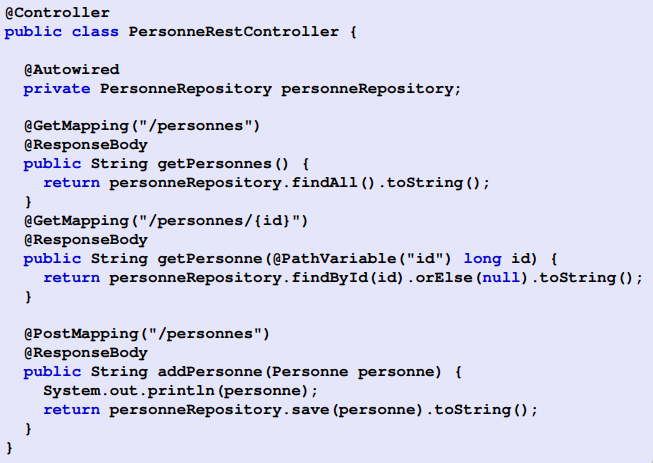 @Controller
public class PersonneRestController {
@Autowired
private PersonneRepository personneRepository;
@GetMapping("/personnes")
@ResponseBody
public String getPersonnes() {
return personneRepository.findAll().toString();
}
@GetMapping("/personnes/{id}")
@ResponseBody
public String getPersonne(@PathVariable("id") long id) {
return personneRepository.findById(id).orElse(null).toString();
}
@PostMapping("/personnes")
@ResponseBody
public String addPersonne(Personne personne) {
System.out.println(personne);
return personneRepository.save(personne).toString();
}
}